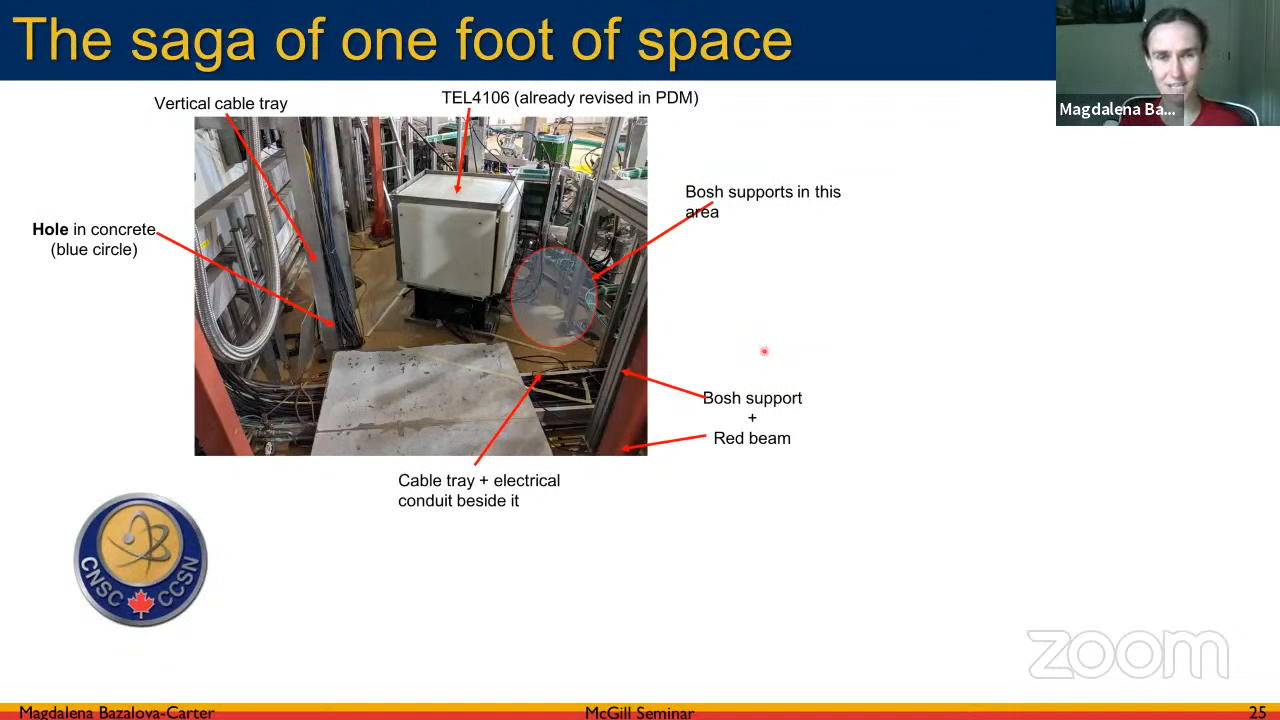 The saga of one foot of space
Magdalena Ba...
Vertical cable tray
TEL4106 (already revised in PDM)
Bosh supports in this
area
Hole in concrete
(blue circle)
Bosh support
+
Red beam
Cable tray + electrical
conduit beside it
CNSC CCSN
zoom
Magdalena Bazalova-Carter
McGill Seminar
25